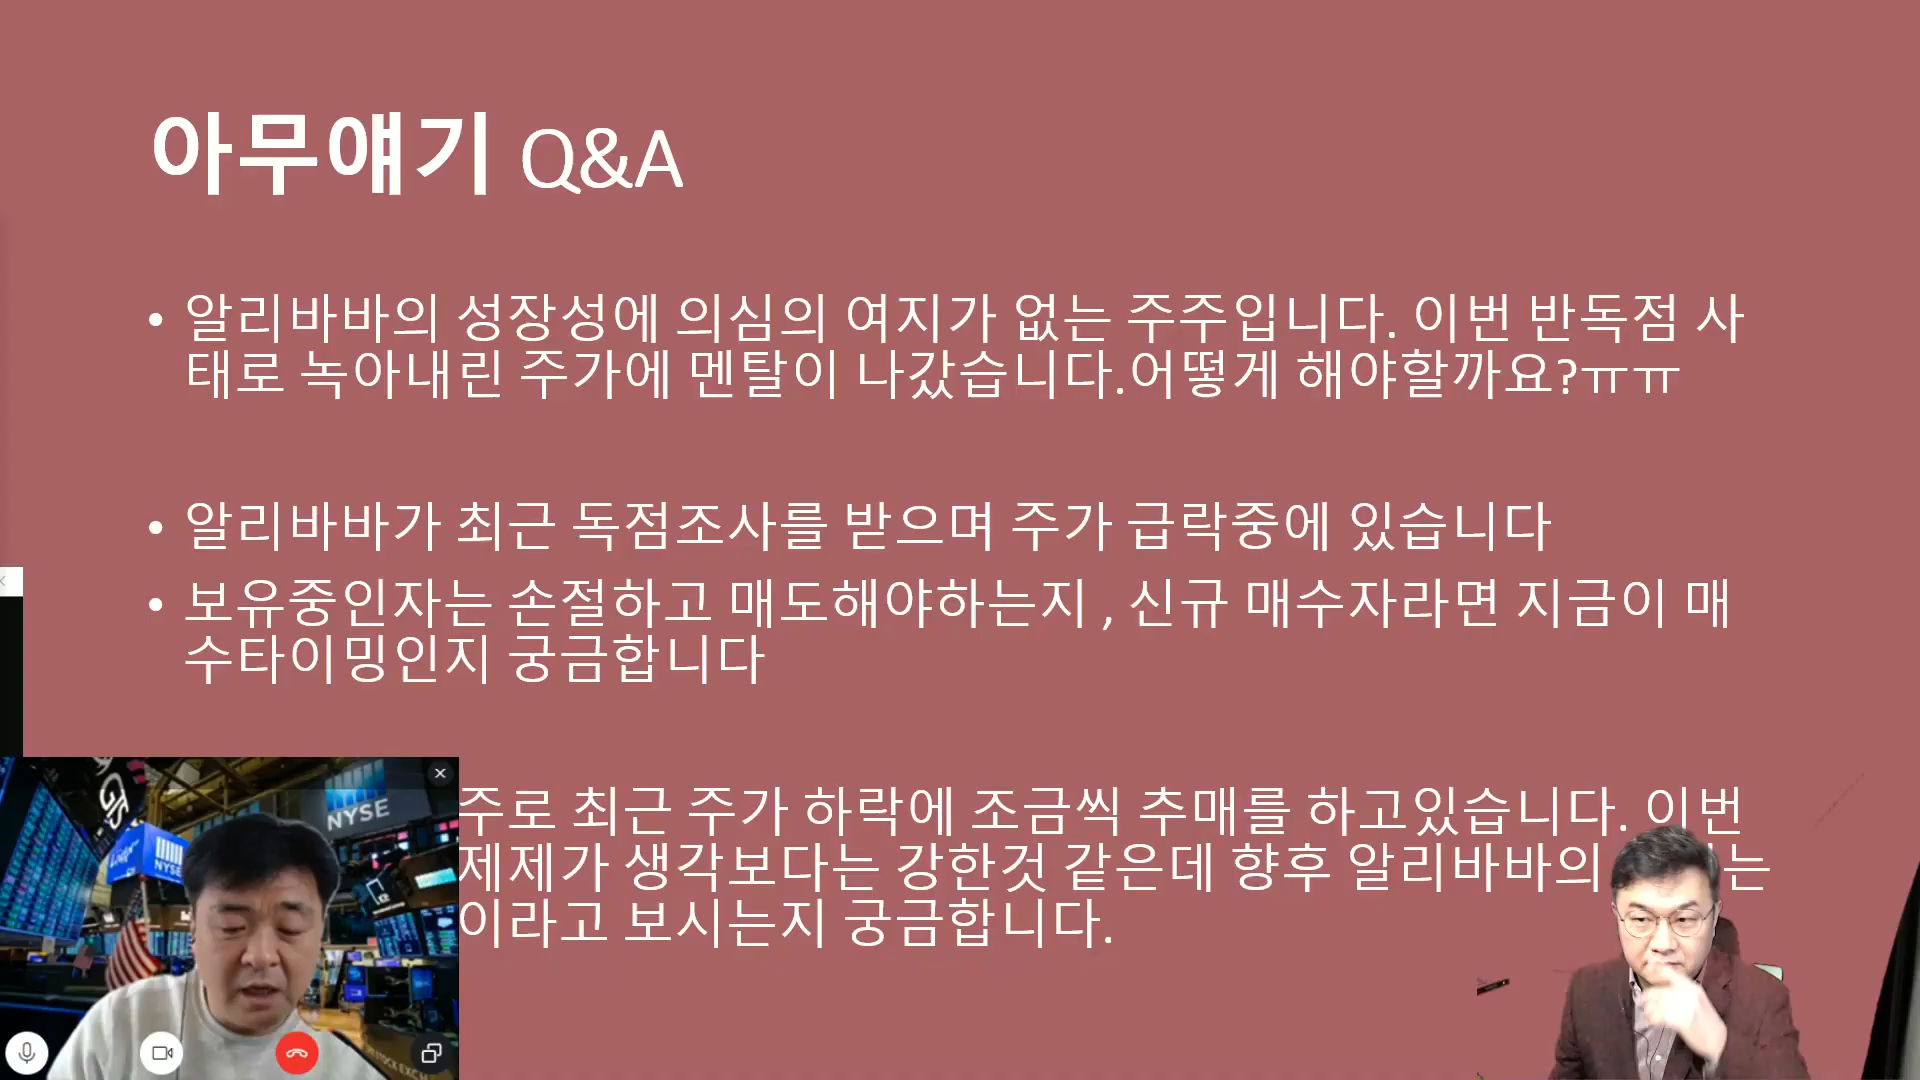 아무얘기 Q&A
• 알리바바의 성장성에 의심의 여지가 없는 주주입니다. 이번 반독점 사
태로 녹아내린 주가에 멘탈이 나갔습니다.어떻게 해야할까요?ㅠㅠ
• 알리바바가 최근 독점조사를 받으며 주가 급락중에 있습니다
• 보유중인자는 손절하고 매도해야하는지 , 신규 매수자라면 지금이 매
수타이밍인지 궁금합니다
주로 최근 주가 하락에 조금씩 추매를 하고있습니다. 이번
제제가 생각보다는 강한것 같은데 향후 알리바바의 는
이라고 보시는지 궁금합니다.
NYSE
NYSE